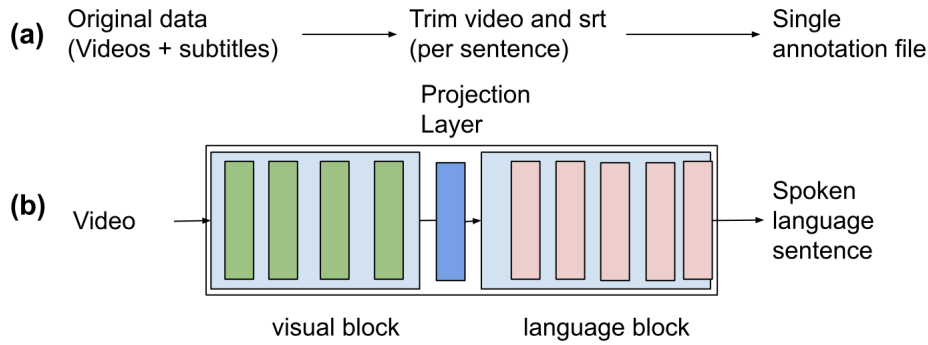 (a)
Original data
(Videos + subtitles)
Trim video and srt
(per sentence)
Single
annotation file
Projection
Layer
(b)
Video
Spoken
language
sentence
visual block
language block